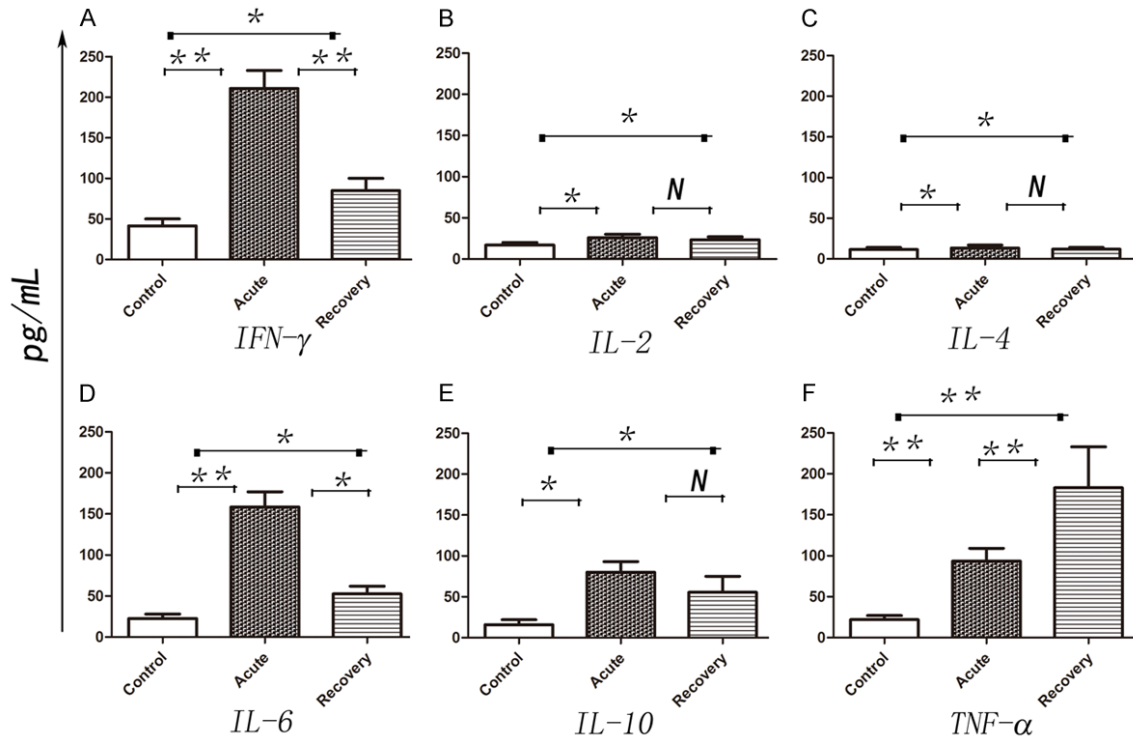 pg/mL
A
*
** **
250
200
150
100
50
0
Control Acute Recovery
IFN-γ
B
*
* N
250
200
150
100
50
0
Control Acute Recovery
IL-2
C
*
* N
250
200
150
100
50
0
Control Acute Recovery
IL-4
D
*
** *
250
200
150
100
50
0
Control Acute Recovery
IL-6
E
*
* N
250
200
150
100
50
0
Control Acute Recovery
IL-10
F
**
** **
250
200
150
100
50
0
Control Acute Recovery
TNF-α